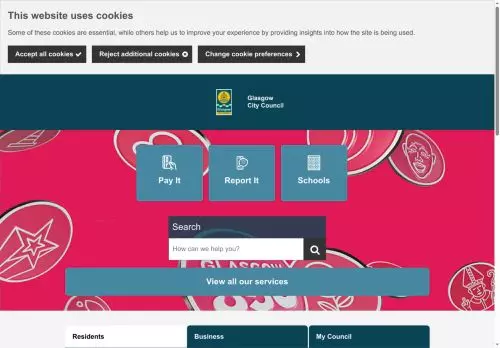 This website uses cookies
Some of these cookies are essential, while others help us to improve your experience by providing insights into how the site is being used.
Accept all cookies
Reject additional cookies
Change cookie preferences
Glasgow
City Council
Pay It
Report It
Schools
Search
How can we help you?
GLASGOW
850
View all our services
Residents
Business
My Council